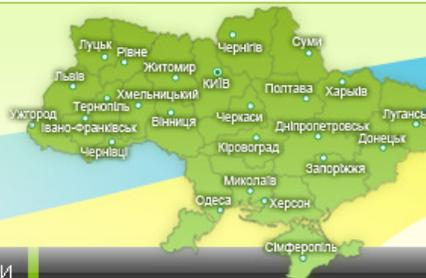 Луцьк
Рівне
Чернігів
Суми
Житомир
КИЇВ
Львів
Хмельницький
Полтава
Харків
Тернопіль
Ужгород
Івано-Франківськ
Вінниця
Черкаси
Луганськ
Дніпропетровськ
Донецьк
Чернівці
Кіровоград
Запоріжжя
Миколаїв
Одеса
Херсон
Сімферопіль
И